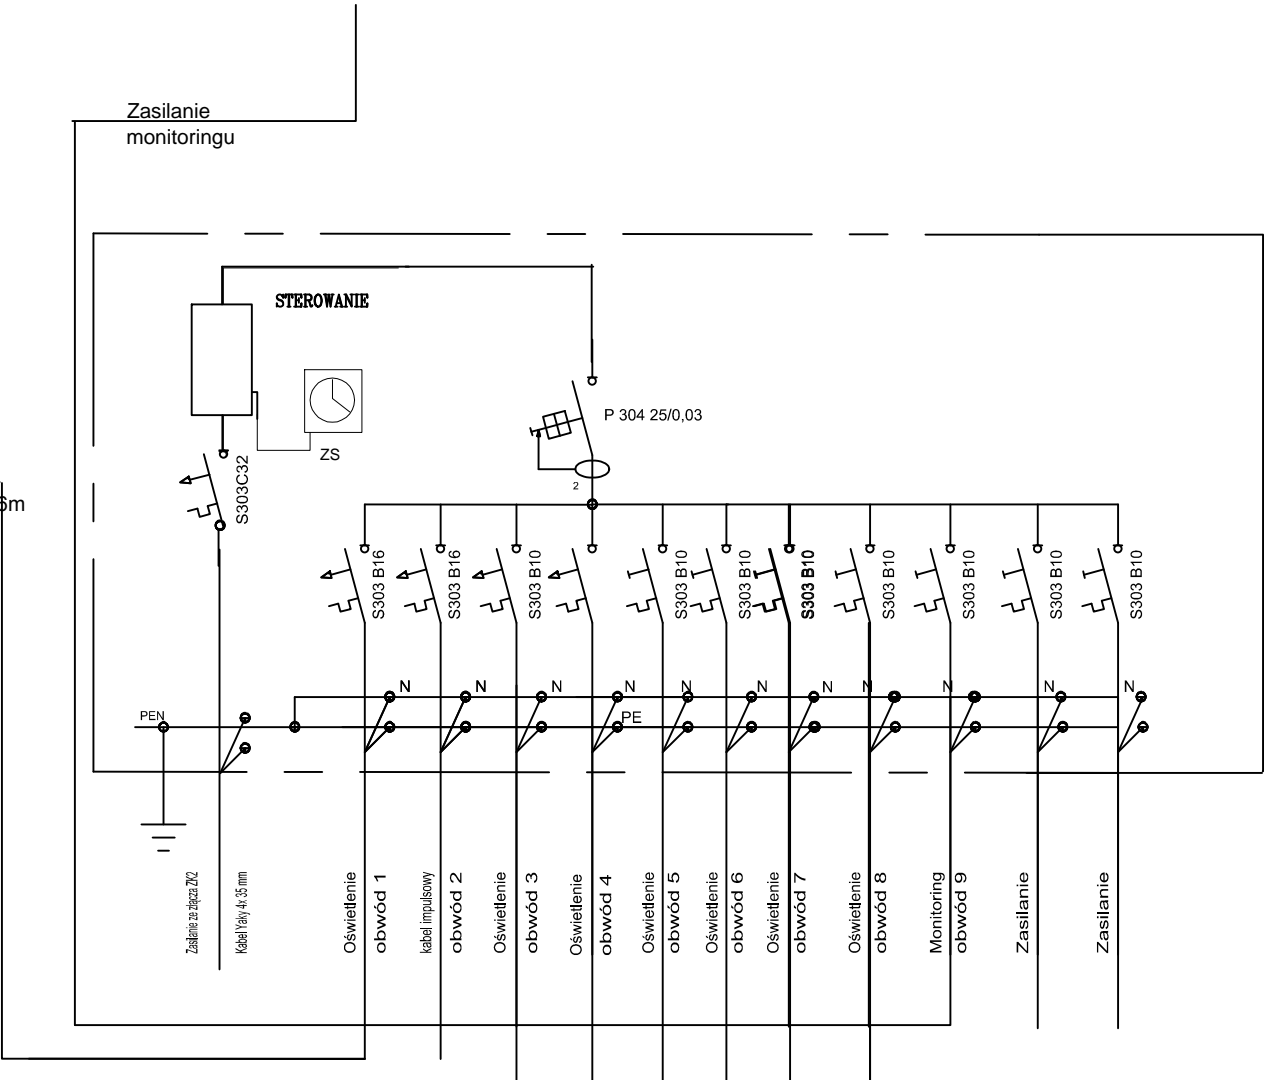 Zasilanie
monitoringu
STEROWANIE
ZS
P 304 25/0,03
2
S303C32
S303 B16
S303 B16
S303 B10
S303 B10
S303 B10
S303 B10
S303 B10
S303 B10
S303 B10
S303 B10
N
N
N
N
N
N
N
N
N
N
N
PEN
PE
Zasilanie ze złącza ZK2
Kabel Yaky 4x 35 mm
Oświetlenie
obwód 1
kabel impulsowy
obwód 2
Oświetlenie
obwód 3
Oświetlenie
obwód 4
Oświetlenie
obwód 5
Oświetlenie
obwód 6
Oświetlenie
obwód 7
Oświetlenie
obwód 8
Monitoring
obwód 9
Zasilanie
Zasilanie